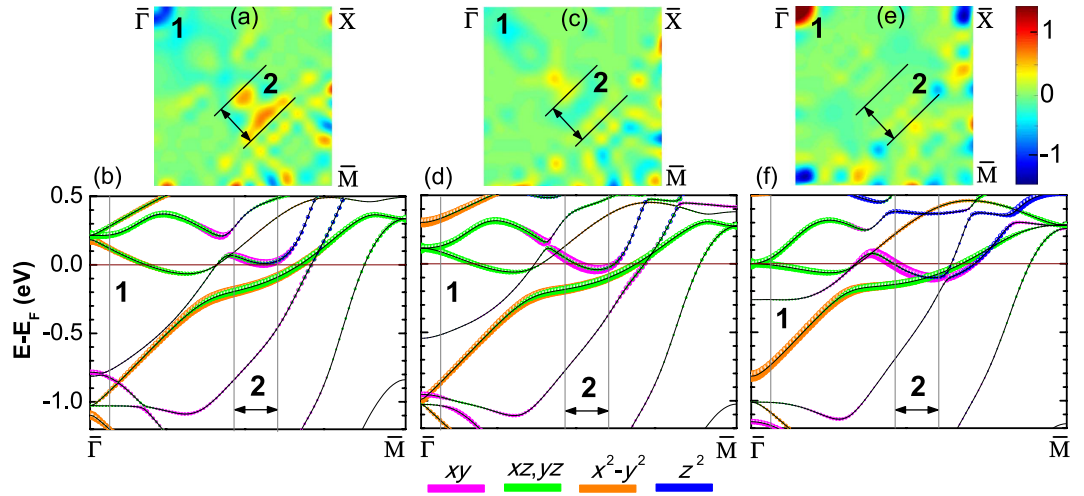 (a) (c) (e)
Γ̄ X̄ Γ̄ X̄ Γ̄ X̄
1 1 1
2 2 2
1
0
-1
M̄ M̄ M̄
(b) (d) (f)
0.5
0.0
-0.5
-1.0
E-E_F (eV)
1 1 1
2 2 2
Γ̄ M̄ Γ̄ M̄ Γ̄ M̄
xy xz,yz x²-y² z²